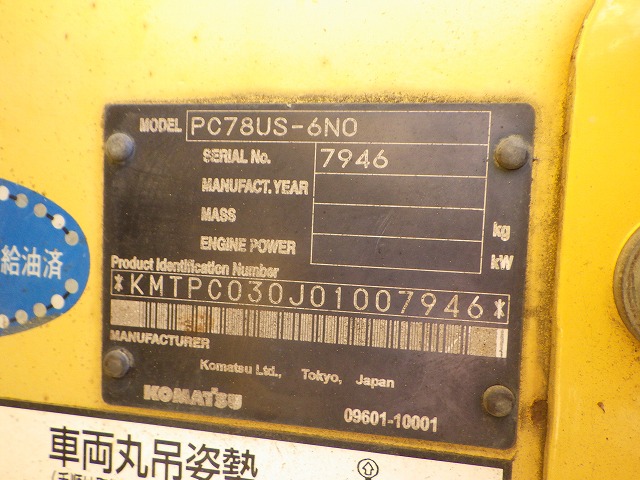 MODEL PC78US-6N0
SERIAL No. 7946
MANUFACT. YEAR
MASS kg
ENGINE POWER kW
Product Identification Number
*KMTPC030J01007946*
MANUFACTURER
Komatsu Ltd., Tokyo, Japan
KOMATSU 09601-10001
給油済
車両丸吊姿勢